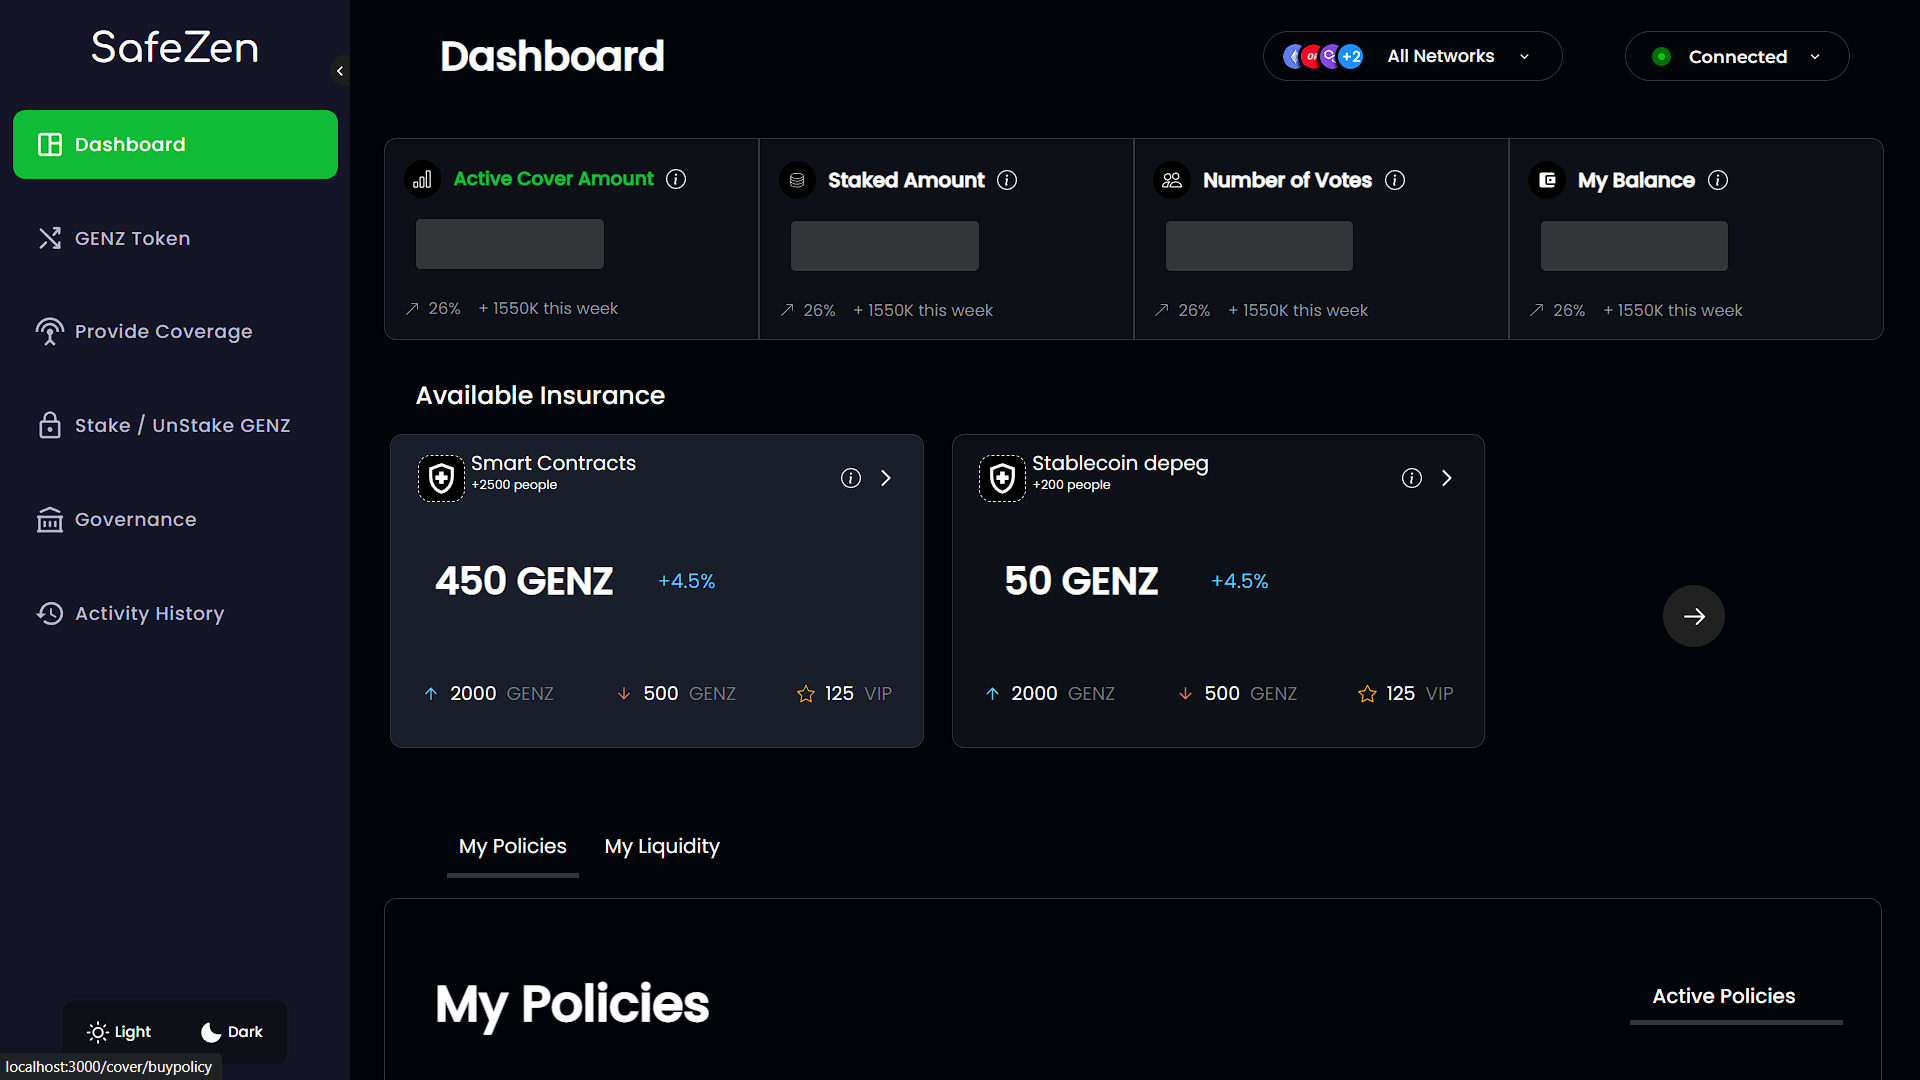 SafeZen
Dashboard
GENZ Token
Provide Coverage
Stake / UnStake GENZ
Governance
Activity History
Light
Dark
localhost:3000/cover/buypolicy
Dashboard
+2
All Networks
Connected
Active Cover Amount
26% + 1550K this week
Staked Amount
26% + 1550K this week
Number of Votes
26% + 1550K this week
My Balance
26% + 1550K this week
Available Insurance
Smart Contracts
+2500 people
450 GENZ +4.5%
2000 GENZ 500 GENZ 125 VIP
Stablecoin depeg
+200 people
50 GENZ +4.5%
2000 GENZ 500 GENZ 125 VIP
My Policies My Liquidity
My Policies
Active Policies